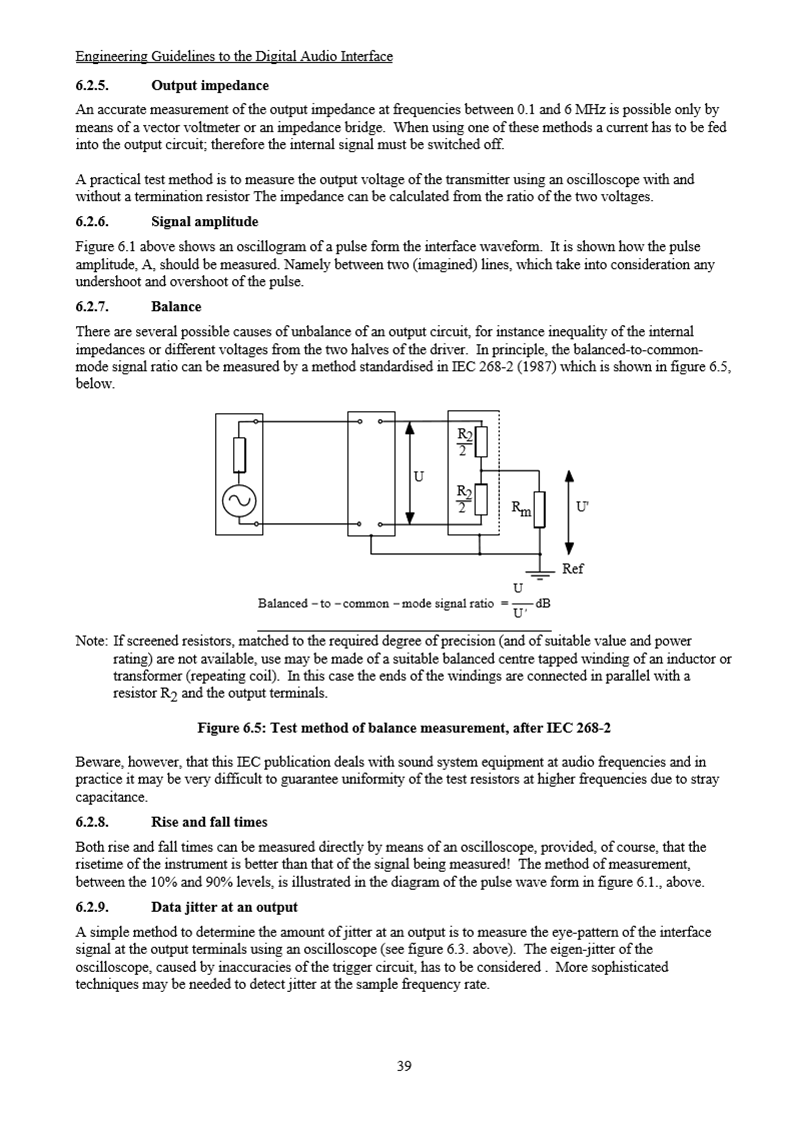 Engineering Guidelines to the Digital Audio Interface
6.2.5. Output impedance
An accurate measurement of the output impedance at frequencies between 0.1 and 6 MHz is possible only by
means of a vector voltmeter or an impedance bridge. When using one of these methods a current has to be fed
into the output circuit; therefore the internal signal must be switched off.
A practical test method is to measure the output voltage of the transmitter using an oscilloscope with and
without a termination resistor The impedance can be calculated from the ratio of the two voltages.
6.2.6. Signal amplitude
Figure 6.1 above shows an oscillogram of a pulse form the interface waveform. It is shown how the pulse
amplitude, A, should be measured. Namely between two (imagined) lines, which take into consideration any
undershoot and overshoot of the pulse.
6.2.7. Balance
There are several possible causes of unbalance of an output circuit, for instance inequality of the internal
impedances or different voltages from the two halves of the driver. In principle, the balanced-to-common-
mode signal ratio can be measured by a method standardised in IEC 268-2 (1987) which is shown in figure 6.5,
below.
R2
2
U
R2
2
Rm
U'
Ref
U
Balanced – to – common – mode signal ratio = dB
U'
Note: If screened resistors, matched to the required degree of precision (and of suitable value and power
rating) are not available, use may be made of a suitable balanced centre tapped winding of an inductor or
transformer (repeating coil). In this case the ends of the windings are connected in parallel with a
resistor R2 and the output terminals.
Figure 6.5: Test method of balance measurement, after IEC 268-2
Beware, however, that this IEC publication deals with sound system equipment at audio frequencies and in
practice it may be very difficult to guarantee uniformity of the test resistors at higher frequencies due to stray
capacitance.
6.2.8. Rise and fall times
Both rise and fall times can be measured directly by means of an oscilloscope, provided, of course, that the
risetime of the instrument is better than that of the signal being measured! The method of measurement,
between the 10% and 90% levels, is illustrated in the diagram of the pulse wave form in figure 6.1., above.
6.2.9. Data jitter at an output
A simple method to determine the amount of jitter at an output is to measure the eye-pattern of the interface
signal at the output terminals using an oscilloscope (see figure 6.3. above). The eigen-jitter of the
oscilloscope, caused by inaccuracies of the trigger circuit, has to be considered . More sophisticated
techniques may be needed to detect jitter at the sample frequency rate.
39